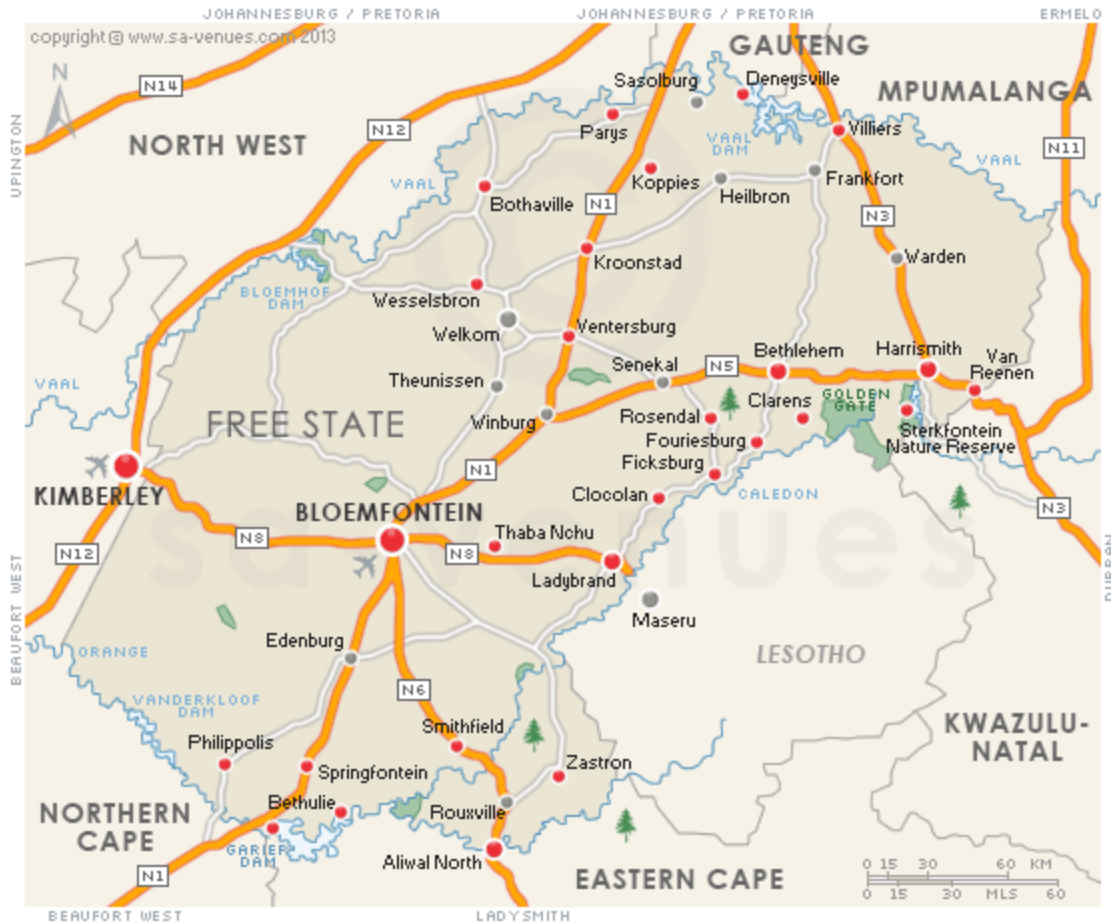 JOHANNESBURG / PRETORIA
JOHANNESBURG / PRETORIA
ERMELO
copyright © www.sa-venues.com 2013
GAUTENG
N
Sasolburg
Deneysville
N14
MPUMALANGA
N12
Parys
Villiers
UPINGTON
NORTH WEST
VAAL
DAM
N11
VAAL
VAAL
Koppies
Frankfort
Heilbron
Bothaville
N1
N3
Kroonstad
Warden
BLOEMHOF
DAM
Wesselsbron
Welkom
Ventersburg
Bethlehem
Harrismith
Van
Reenen
Senekal
N5
VAAL
Theunissen
Clarens
GOLDEN
GATE
FREE STATE
Winburg
Rosendal
Sterkfontein
Nature Reserve
Fouriesburg
Ficksburg
N1
KIMBERLEY
Clocolan
CALEDON
BLOEMFONTEIN
N3
Thaba Nchu
N8
N8
N12
sa-venues
Ladybrand
DURBAN
Maseru
BEAUFORT WEST
Edenburg
ORANGE
LESOTHO
N6
VANDERKLOOF
DAM
Smithfield
KWAZULU-
NATAL
Philippolis
Zastron
Springfontein
Bethulie
NORTHERN
CAPE
Rouxville
GARIEP
DAM
Aliwal North
N1
EASTERN CAPE
0 15 30 60 KM
0 15 30 MLS 60
BEAUFORT WEST
LADYSMITH